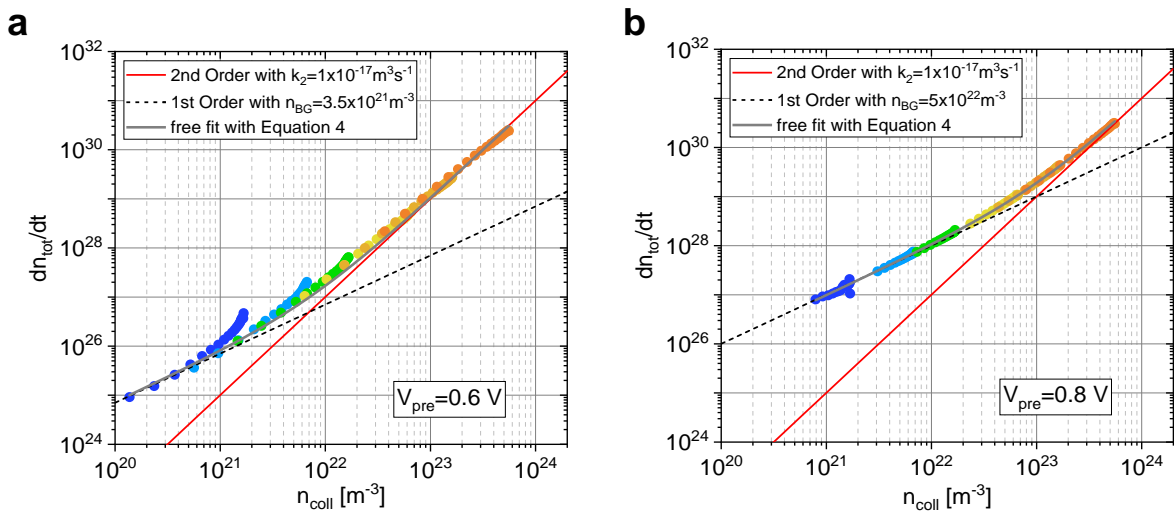 a
10^32
10^30
10^28
10^26
10^24
dn_tot/dt
2nd Order with k_2=1x10^-17m^3s^-1
1st Order with n_BG=3.5x10^21m^-3
free fit with Equation 4
V_pre=0.6 V
10^20 10^21 10^22 10^23 10^24
n_coll [m^-3]
b
10^32
10^30
10^28
10^26
10^24
dn_tot/dt
2nd Order with k_2=1x10^-17m^3s^-1
1st Order with n_BG=5x10^22m^-3
free fit with Equation 4
V_pre=0.8 V
10^20 10^21 10^22 10^23 10^24
n_coll [m^-3]